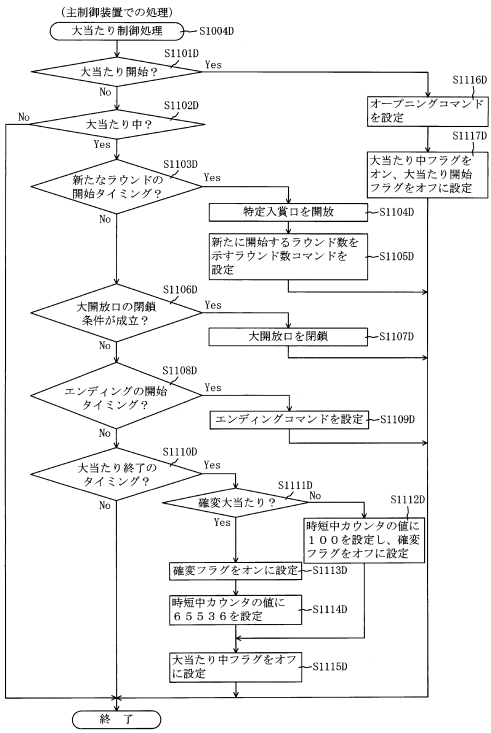 (主制御装置での処理)
大当たり制御処理
S1004D
S1101D
大当たり開始？
Yes
No
S1116D
オープニングコマンド
を設定
S1102D
No
大当たり中？
Yes
S1117D
大当たり中フラグを
オン、大当たり開始
フラグをオフに設定
S1103D
新たなラウンドの
開始タイミング？
Yes
No
特定入賞口を開放
S1104D
新たに開始するラウンド数を
示すラウンド数コマンドを
設定
S1105D
S1106D
大開放口の閉鎖
条件が成立？
Yes
No
大開放口を閉鎖
S1107D
S1108D
エンディングの開始
タイミング？
Yes
No
エンディングコマンドを設定
S1109D
S1110D
大当たり終了の
タイミング？
Yes
No
S1111D
確変大当たり？
No
Yes
S1112D
時短中カウンタの値に
１００を設定し、確変
フラグをオフに設定
確変フラグをオンに設定
S1113D
時短中カウンタの値に
６５５３６を設定
S1114D
大当たり中フラグをオフ
に設定
S1115D
終 了